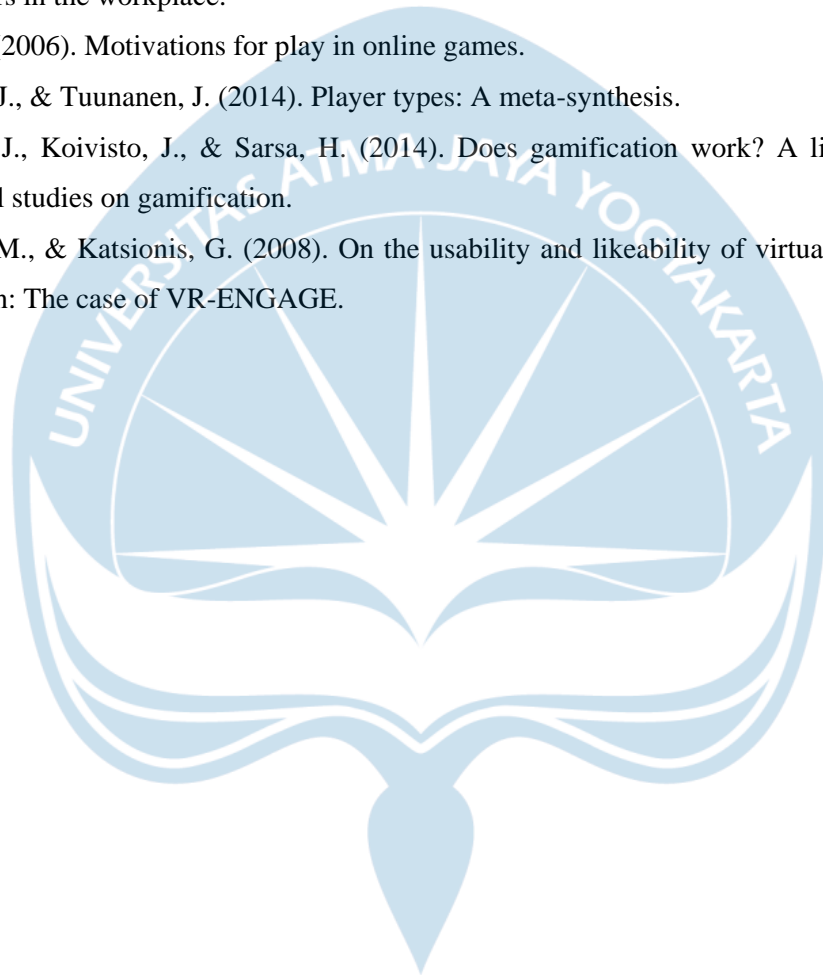 rs in the workplace.
(2006). Motivations for play in online games.
J., & Tuunanen, J. (2014). Player types: A meta-synthesis.
J., Koivisto, J., & Sarsa, H. (2014). Does gamification work? A li
l studies on gamification.
M., & Katsionis, G. (2008). On the usability and likeability of virtua
n: The case of VR-ENGAGE.
UNIVERSITAS ATMA JAYA YOGYAKARTA